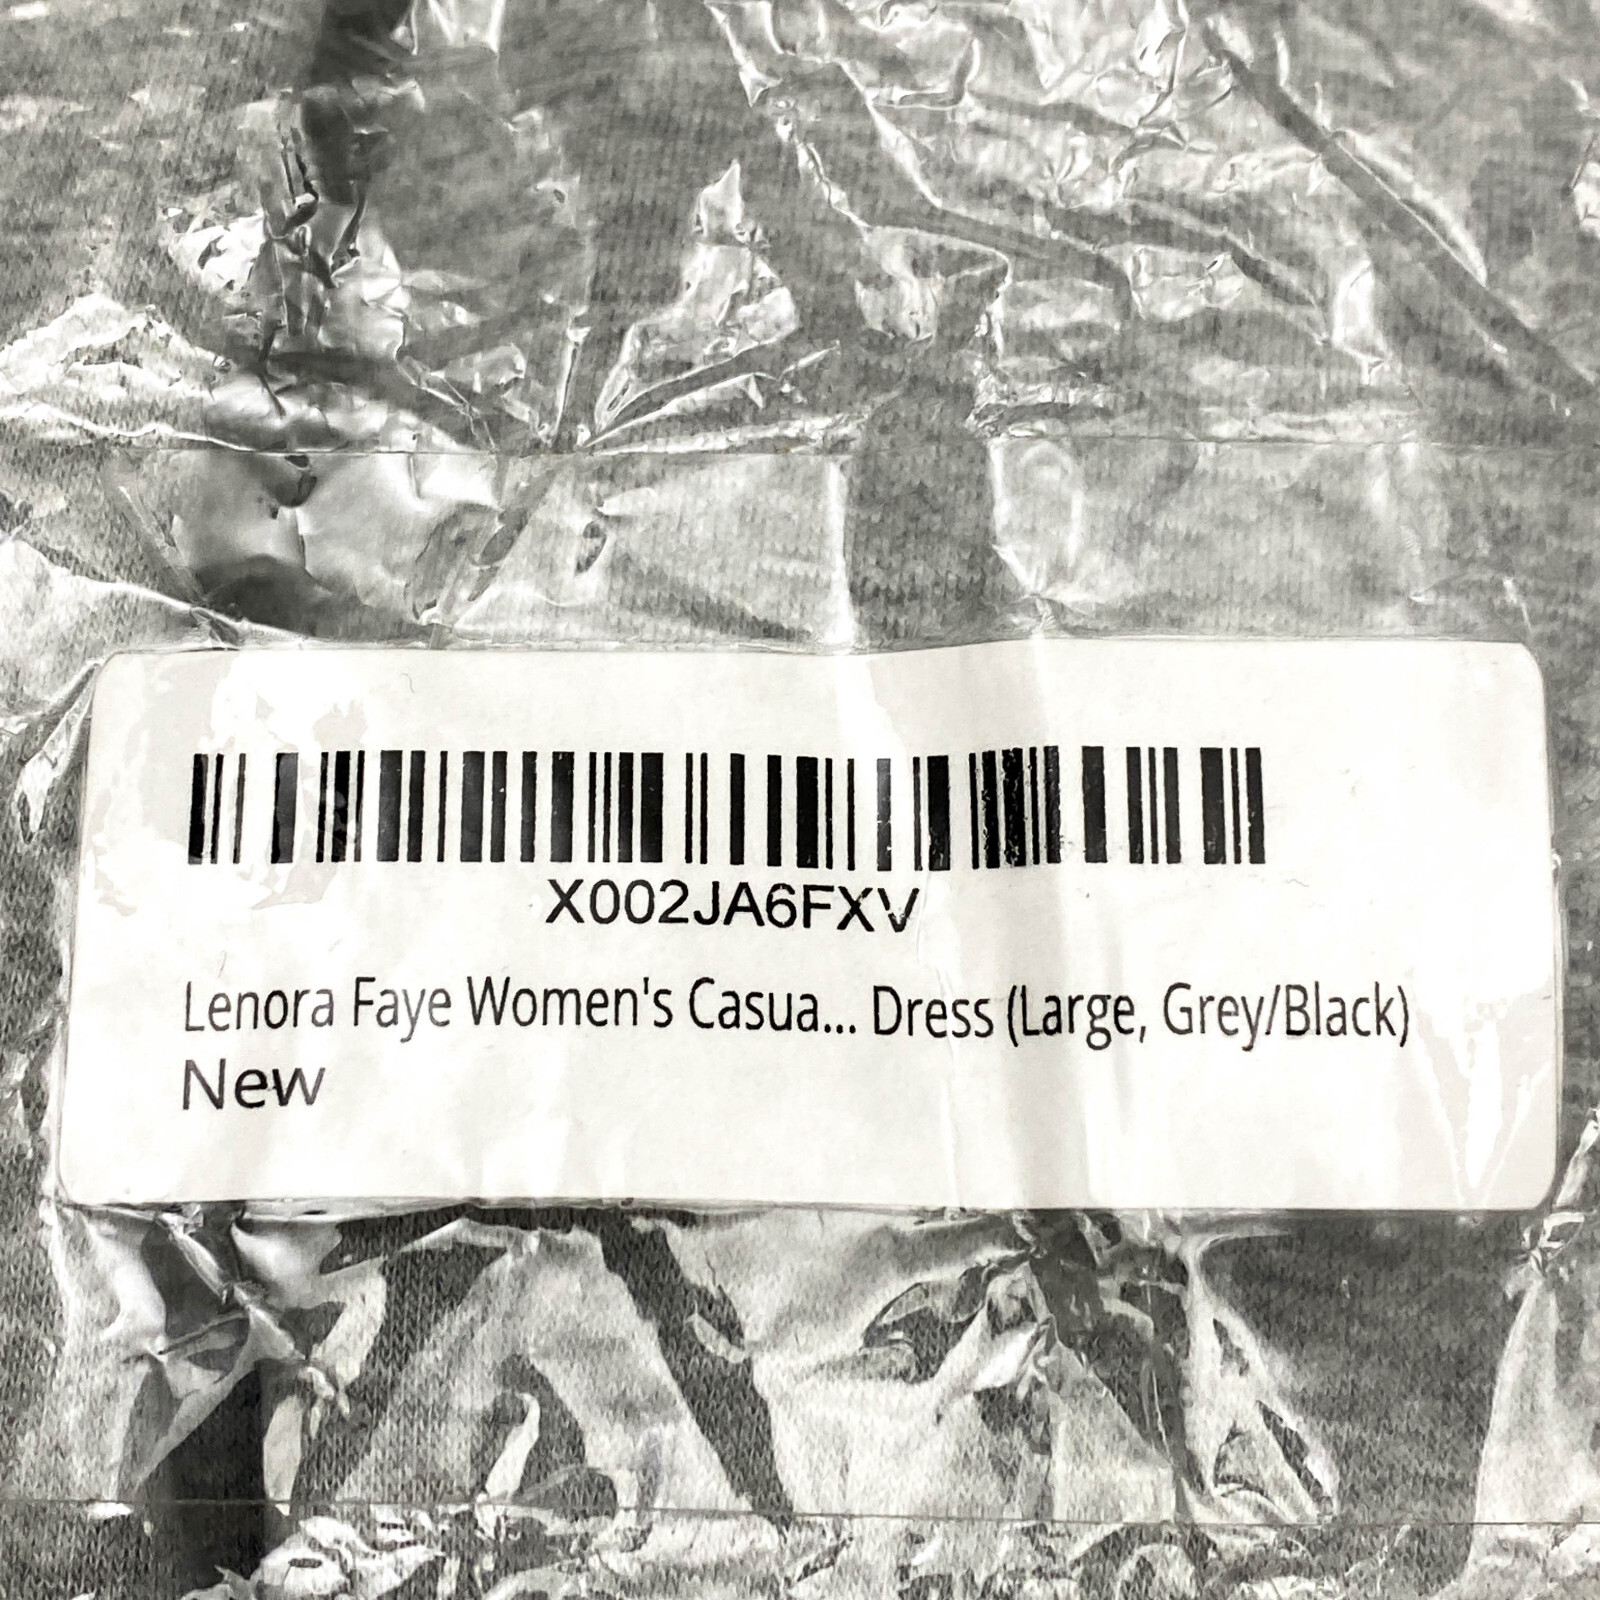 X002JA6FXV
Lenora Faye Women's Casua... Dress (Large, Grey/Black)
New